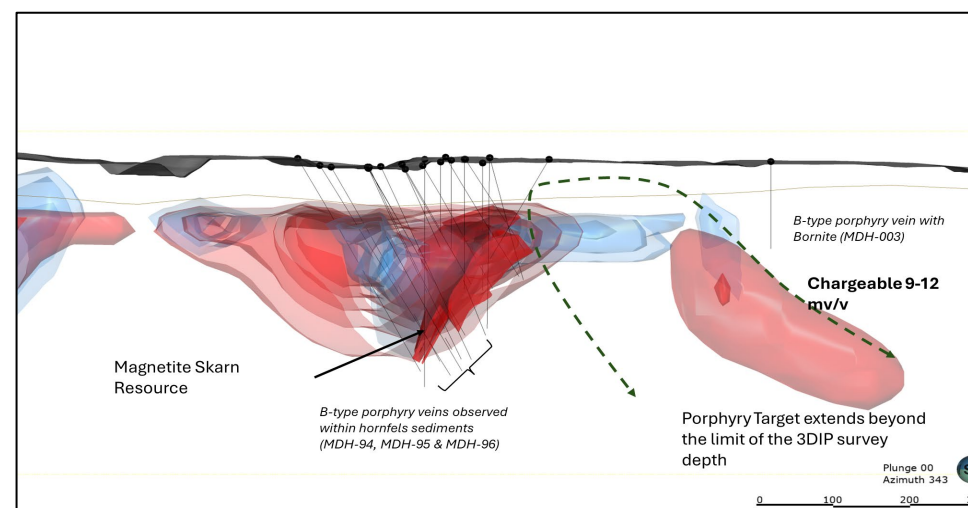 B-type porphyry vein with
Bornite (MDH-003)
Chargeable 9-12
mv/v
Magnetite Skarn
Resource
B-type porphyry veins observed
within hornfels sediments
(MDH-94, MDH-95 & MDH-96)
Porphyry Target extends beyond
the limit of the 3DIP survey
depth
Plunge 00
Azimuth 343
0 100 200